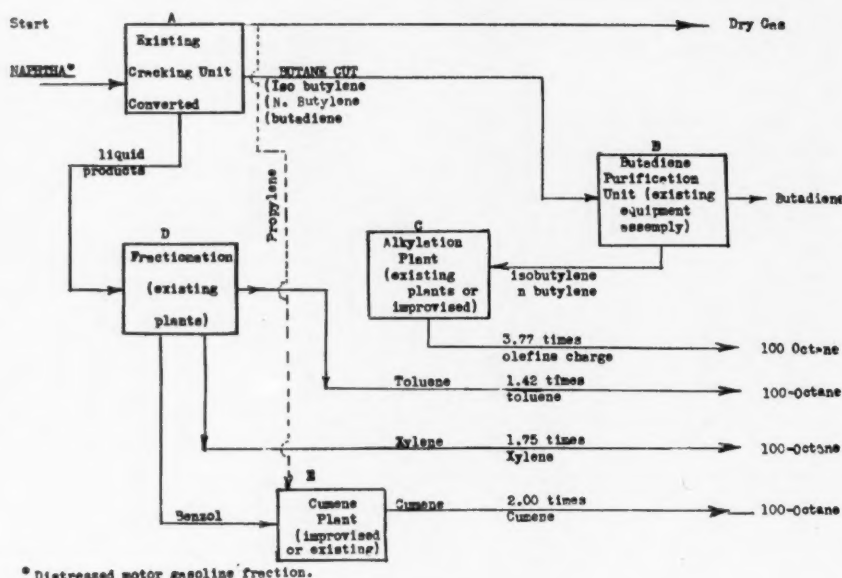 Start
A
Existing
Cracking Unit
Converted
Dry Gas
NAPHTHA*
BUTANE CUT
(Iso butylene
(N. Butylene
(butadiene
liquid
products
Propylene
B
Butadiene
Purification
Unit (existing
equipment
assembly)
Butadiene
C
Alkylation
Plant
(existing
plants or
improvised)
isobutylene
n butylene
D
Fractionation
(existing
plants)
3.77 times
olefine charge
100 Octane
Toluene
1.42 times
toluene
100-Octane
Xylene
1.75 times
Xylene
100-Octane
E
Cumene
Plant
(improvised
or existing)
Benzol
Cumene
2.00 times
Cumene
100-Octane
* Distressed motor gasoline fraction.